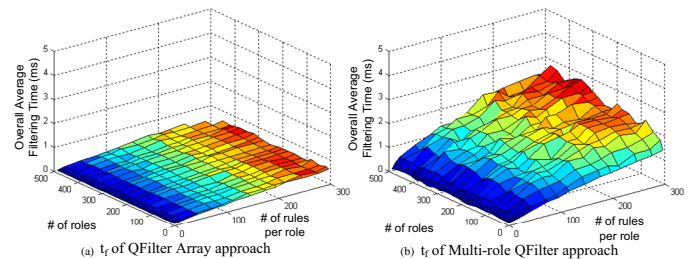 5
4
3
2
1
0
Overall Average
Filtering Time (ms)
500
400
300
200
100
0
# of roles
0
100
200
300
# of rules
per role
(a) tf of QFilter Array approach
5
4
3
2
1
0
Overall Average
Filtering Time (ms)
500
400
300
200
100
0
# of roles
0
100
200
300
# of rules
per role
(b) tf of Multi-role QFilter approach